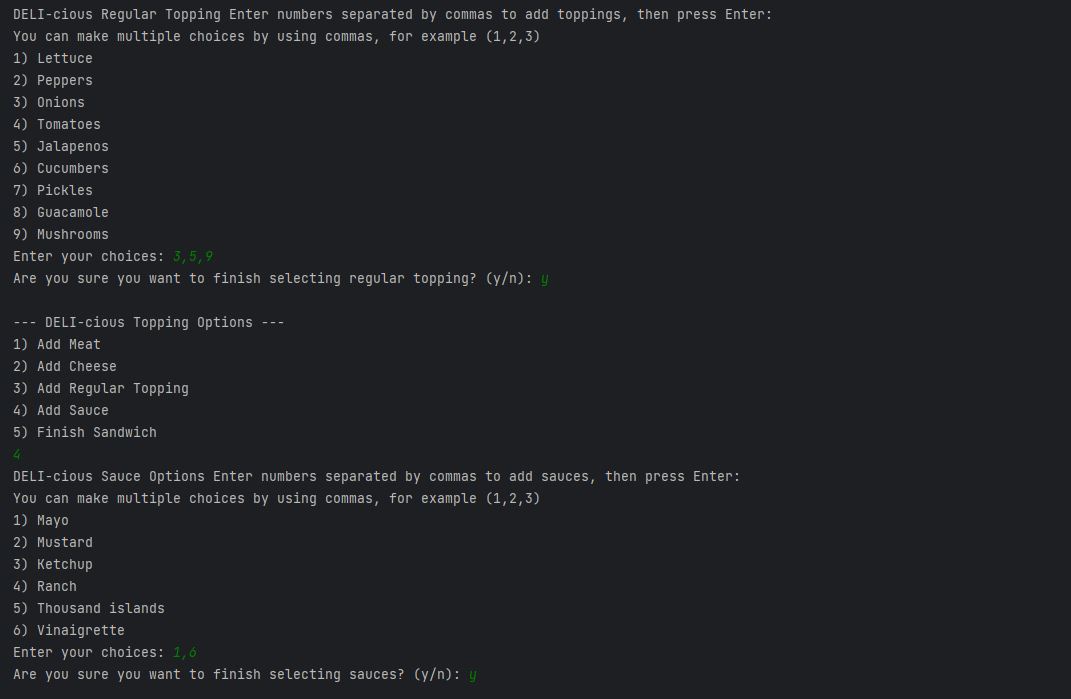 DELI-cious Regular Topping Enter numbers separated by commas to add toppings, then press Enter:
You can make multiple choices by using commas, for example (1,2,3)
1) Lettuce
2) Peppers
3) Onions
4) Tomatoes
5) Jalapenos
6) Cucumbers
7) Pickles
8) Guacamole
9) Mushrooms
Enter your choices: 3,5,9
Are you sure you want to finish selecting regular topping? (y/n): y

--- DELI-cious Topping Options ---
1) Add Meat
2) Add Cheese
3) Add Regular Topping
4) Add Sauce
5) Finish Sandwich
4
DELI-cious Sauce Options Enter numbers separated by commas to add sauces, then press Enter:
You can make multiple choices by using commas, for example (1,2,3)
1) Mayo
2) Mustard
3) Ketchup
4) Ranch
5) Thousand islands
6) Vinaigrette
Enter your choices: 1,6
Are you sure you want to finish selecting sauces? (y/n): y